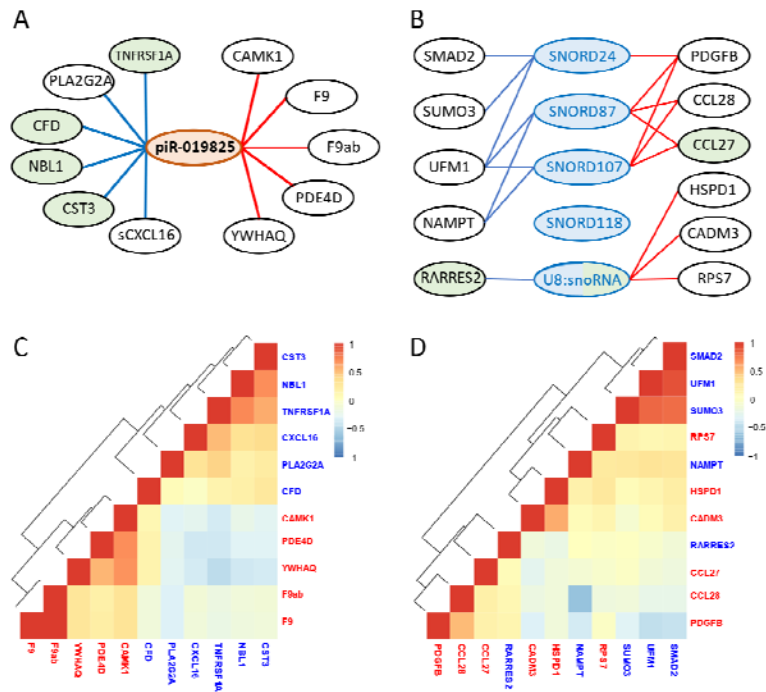 A
TNFRSF1A
CAMK1
PLA2G2A
F9
CFD
piR-019825
F9ab
NBL1
PDE4D
CST3
sCXCL16
YWHAQ
B
SMAD2
SNORD24
PDGFB
SUMO3
SNORD87
CCL28
UFM1
SNORD107
CCL27
HSPD1
NAMPT
SNORD118
CADM3
RARRES2
U8:snoRNA
RPS7
C
1
0.5
0
−0.5
−1
CST3
NBL1
TNFRSF1A
CXCL16
PLA2G2A
CFD
CAMK1
PDE4D
YWHAQ
F9ab
F9
F9
F9ab
YWHAQ
PDE4D
CAMK1
CFD
PLA2G2A
CXCL16
TNFRSF1A
NBL1
CST3
D
1
0.5
0
−0.5
−1
SMAD2
UFM1
SUMO3
RPS7
NAMPT
HSPD1
CADM3
RARRES2
CCL27
CCL28
PDGFB
PDGFB
CCL28
CCL27
RARRES2
CADM3
HSPD1
NAMPT
RPS7
SUMO3
UFM1
SMAD2